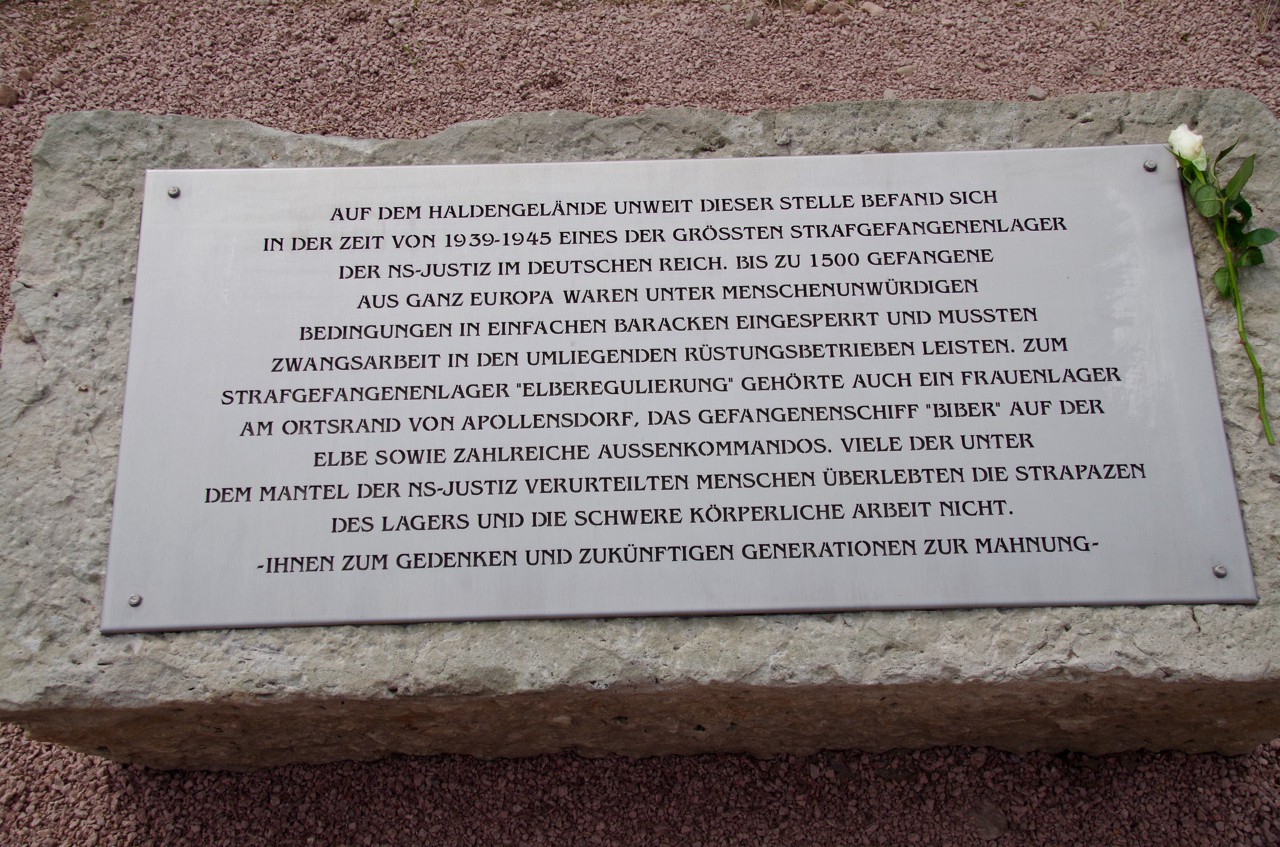 AUF DEM HALDENGELÄNDE UNWEIT DIESER STELLE BEFAND SICH
IN DER ZEIT VON 1939-1945 EINES DER GRÖSSTEN STRAFGEFANGENENLAGER
DER NS-JUSTIZ IM DEUTSCHEN REICH. BIS ZU 1500 GEFANGENE
AUS GANZ EUROPA WAREN UNTER MENSCHENUNWÜRDIGEN
BEDINGUNGEN IN EINFACHEN BARACKEN EINGESPERRT UND MUSSTEN
ZWANGSARBEIT IN DEN UMLIEGENDEN RÜSTUNGSBETRIEBEN LEISTEN. ZUM
STRAFGEFANGENENLAGER "ELBEREGULIERUNG" GEHÖRTE AUCH EIN FRAUENLAGER
AM ORTSRAND VON APOLLENSDORF, DAS GEFANGENENSCHIFF "BIBER" AUF DER
ELBE SOWIE ZAHLREICHE AUSSENKOMMANDOS. VIELE DER UNTER
DEM MANTEL DER NS-JUSTIZ VERURTEILTEN MENSCHEN ÜBERLEBTEN DIE STRAPAZEN
DES LAGERS UND DIE SCHWERE KÖRPERLICHE ARBEIT NICHT.
-IHNEN ZUM GEDENKEN UND ZUKÜNFTIGEN GENERATIONEN ZUR MAHNUNG-